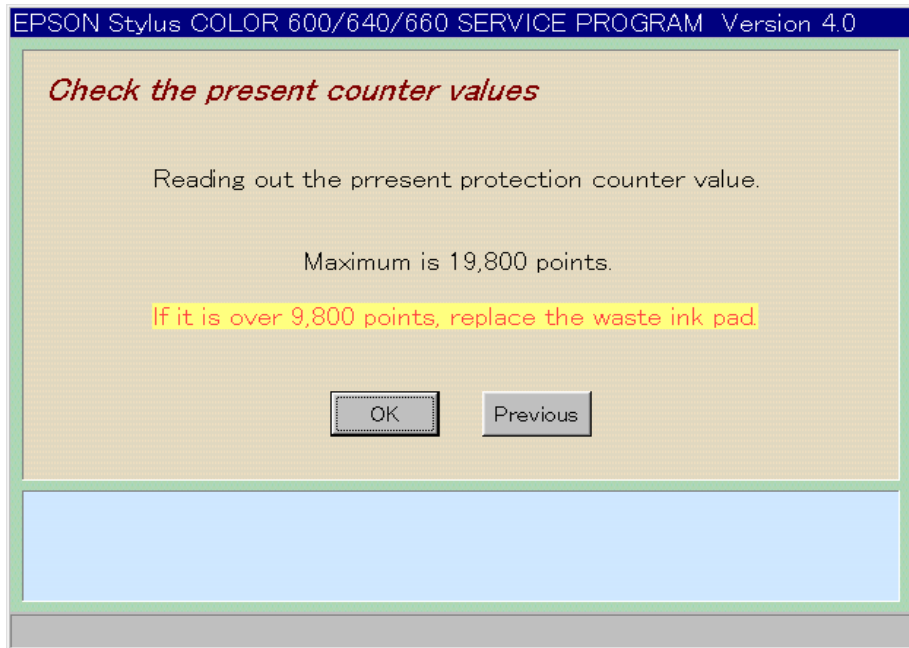 EPSON Stylus COLOR 600/640/660 SERVICE PROGRAM Version 4.0
Check the present counter values
Reading out the prresent protection counter value.
Maximum is 19,800 points.
If it is over 9,800 points, replace the waste ink pad.
OK
Previous